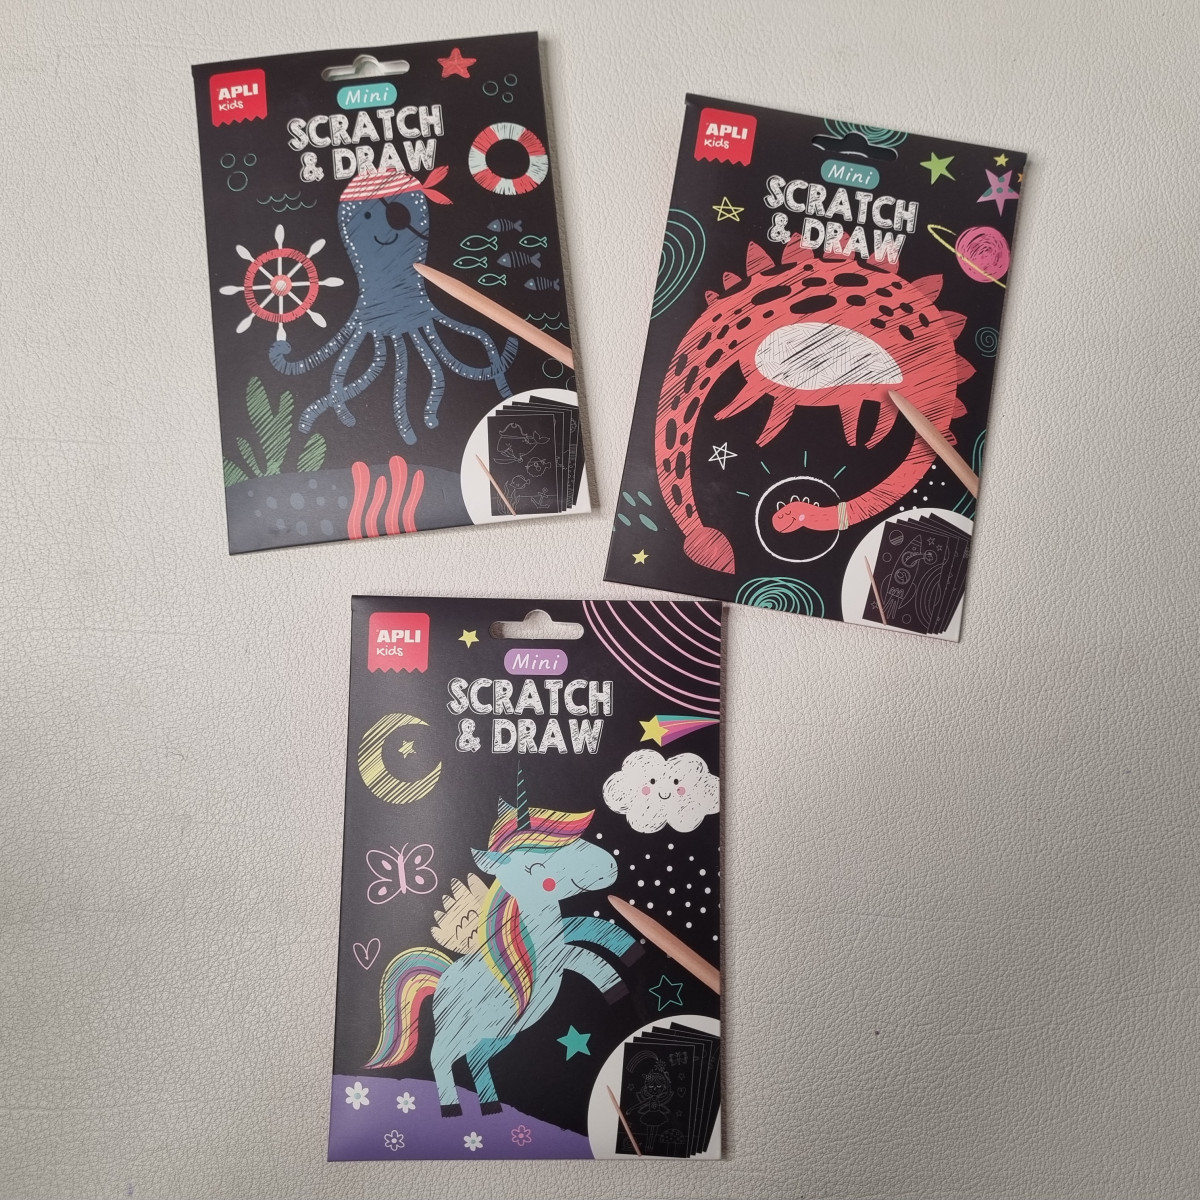 APLI
kids
Mini
SCRATCH
& DRAW
APLI
kids
Mini
SCRATCH
& DRAW
APLI
kids
Mini
SCRATCH
& DRAW